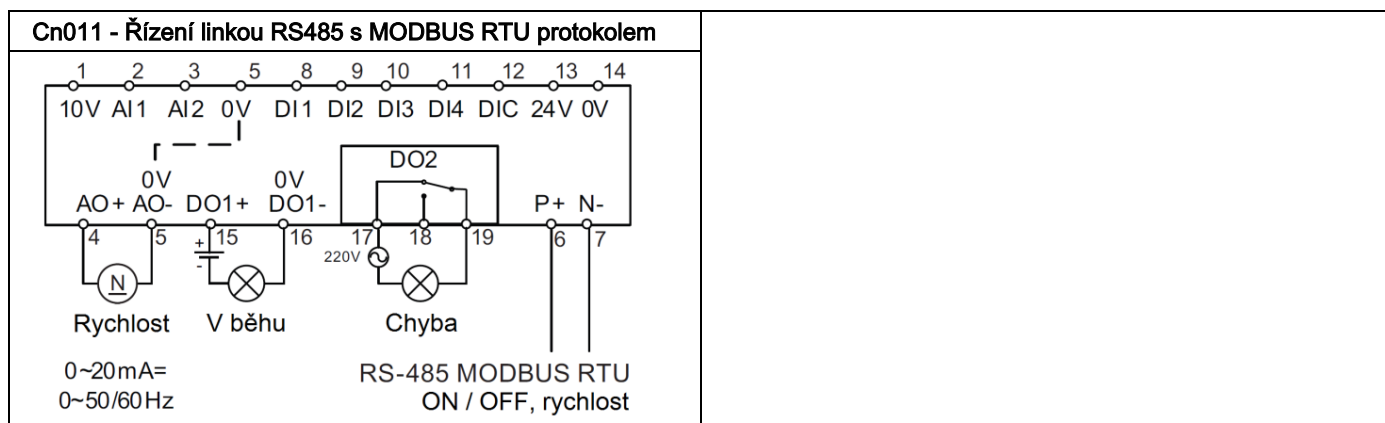 Cn011 - Řízení linkou RS485 s MODBUS RTU protokolem
1 2 3 5 8 9 10 11 12 13 14
10V AI1 AI2 0V DI1 DI2 DI3 DI4 DIC 24V 0V
DO2
0V 0V
AO+ AO- DO1+ DO1- P+ N-
4 5 15 16 17 18 19 6 7
+
-
220V
N
Rychlost V běhu Chyba
0~20mA= RS-485 MODBUS RTU
0~50/60Hz ON / OFF, rychlost